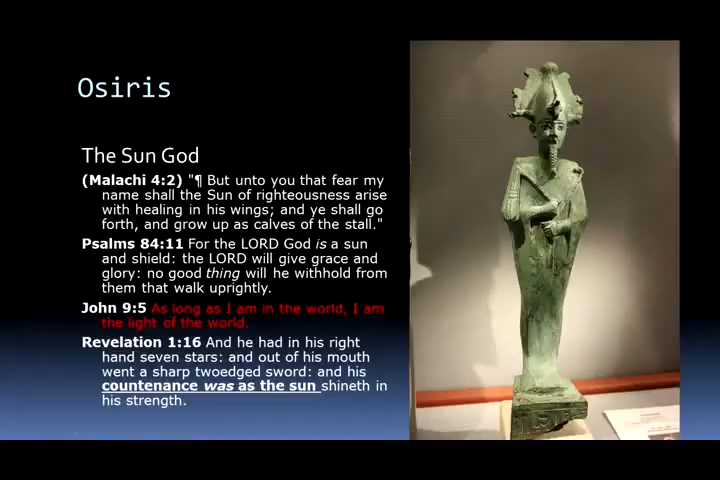 Osiris
The Sun God
(Malachi 4:2) "¶ But unto you that fear my
name shall the Sun of righteousness arise
with healing in his wings; and ye shall go
forth, and grow up as calves of the stall."
Psalms 84:11 For the LORD God is a sun
and shield: the LORD will give grace and
glory: no good thing will he withhold from
them that walk uprightly.
John 9:5 As long as I am in the world, I am
the light of the world.
Revelation 1:16 And he had in his right
hand seven stars: and out of his mouth
went a sharp twoedged sword: and his
countenance was as the sun shineth in
his strength.